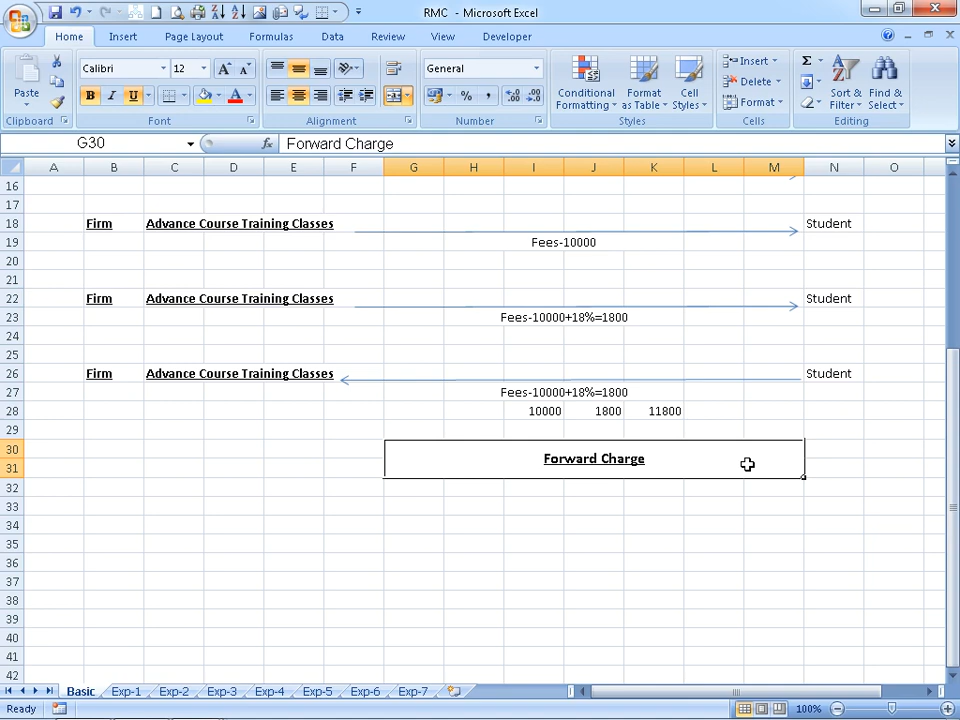 RMC - Microsoft Excel
Home Insert Page Layout Formulas Data Review View Developer
Paste
Clipboard
Calibri 12
B I U A
Font
Alignment
General
% ,
Number
Conditional Formatting
Format as Table
Cell Styles
Styles
Insert
Delete
Format
Cells
Σ
Sort & Filter
Find & Select
Editing
G30 fx Forward Charge
A B C D E F G H I J K L M N O
16
17
18 Firm Advance Course Training Classes Student
19 Fees-10000
20
21
22 Firm Advance Course Training Classes Student
23 Fees-10000+18%=1800
24
25
26 Firm Advance Course Training Classes Student
27 Fees-10000+18%=1800
28 10000 1800 11800
29
30
Forward Charge
31
32
33
34
35
36
37
38
39
40
41
42
Basic Exp-1 Exp-2 Exp-3 Exp-4 Exp-5 Exp-6 Exp-7
Ready 100%